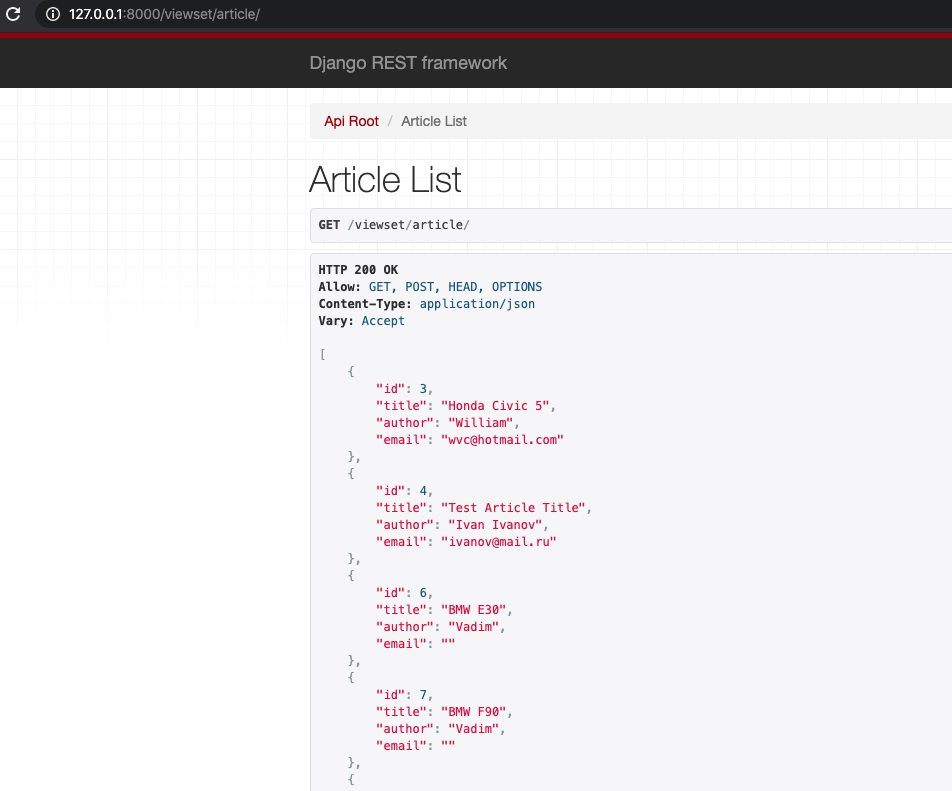 127.0.0.1:8000/viewset/article/
Django REST framework
Api Root / Article List
Article List
GET /viewset/article/
HTTP 200 OK
Allow: GET, POST, HEAD, OPTIONS
Content-Type: application/json
Vary: Accept
[
    {
        "id": 3,
        "title": "Honda Civic 5",
        "author": "William",
        "email": "wvc@hotmail.com"
    },
    {
        "id": 4,
        "title": "Test Article Title",
        "author": "Ivan Ivanov",
        "email": "ivanov@mail.ru"
    },
    {
        "id": 6,
        "title": "BMW E30",
        "author": "Vadim",
        "email": ""
    },
    {
        "id": 7,
        "title": "BMW F90",
        "author": "Vadim",
        "email": ""
    },
    {